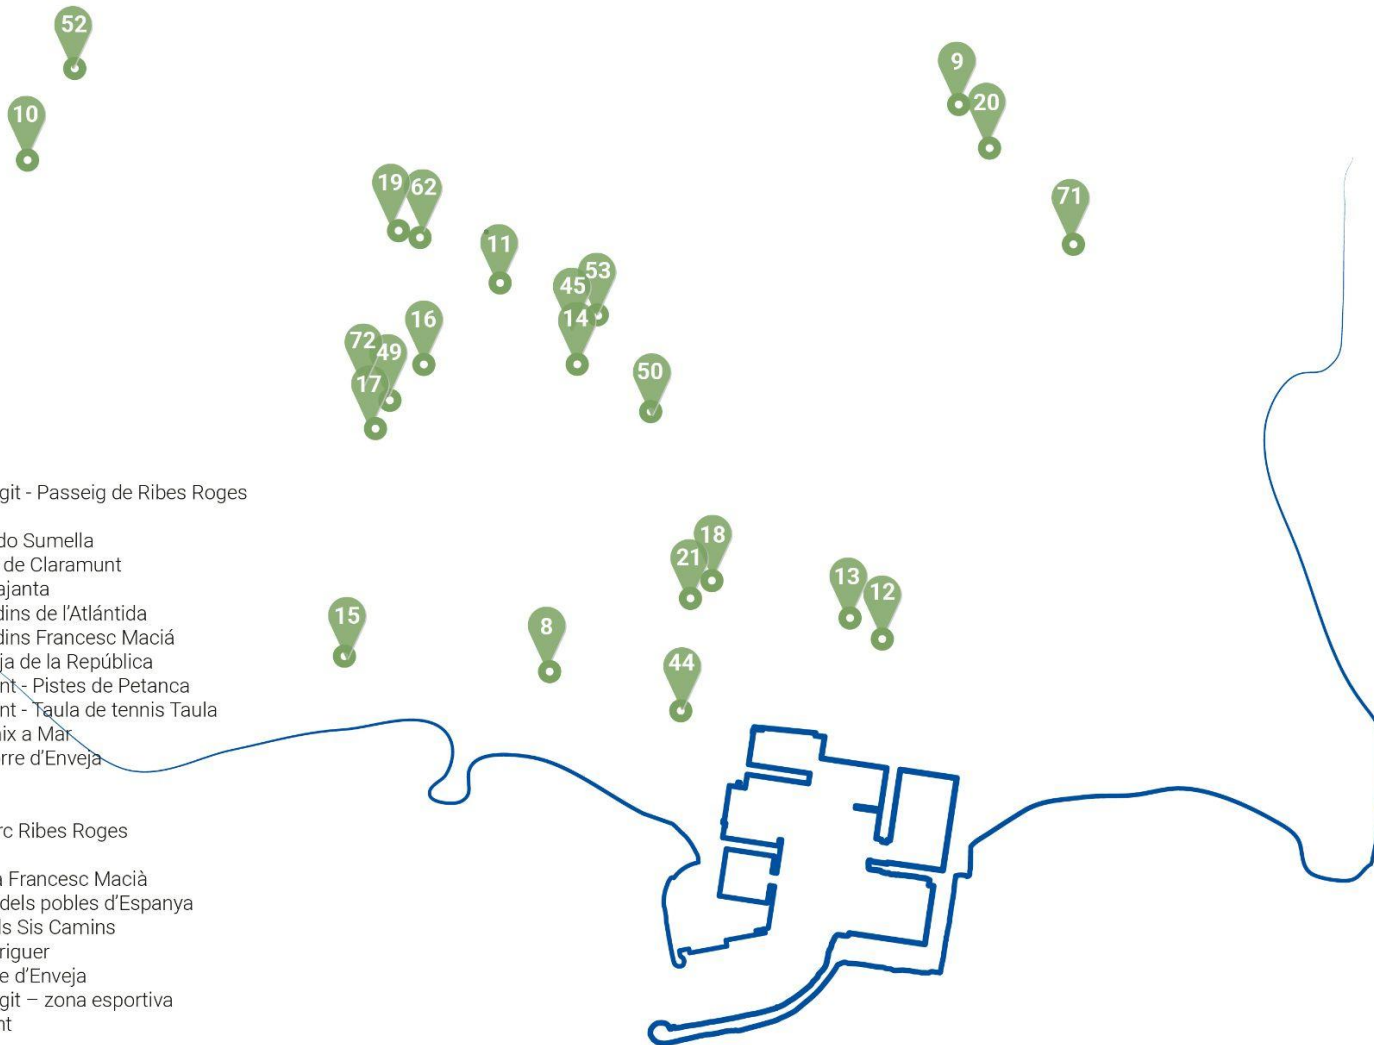 52
9
10
20
19
62
71
11
53
45
16
14
72
49
50
17
git - Passeig de Ribes Roges
do Sumella
de Claramunt
ajanta
dins de l'Atlántida
dins Francesc Maciá
ja de la República
nt - Pistes de Petanca
nt - Taula de tennis Taula
ix a Mar
rre d'Enveja
18
21
13
12
15
8
44
rc Ribes Roges
a Francesc Macià
dels pobles d'Espanya
ls Sis Camins
riguer
e d'Enveja
git – zona esportiva
nt